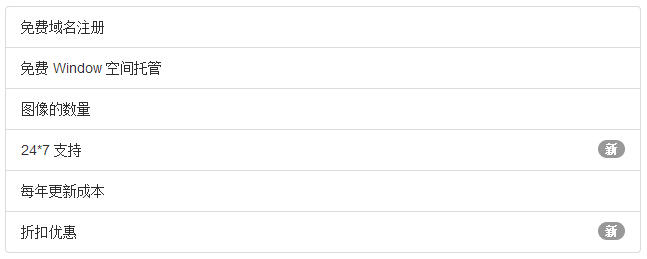 免费域名注册
免费 Window 空间托管
图像的数量
24*7 支持 新
每年更新成本
折扣优惠 新